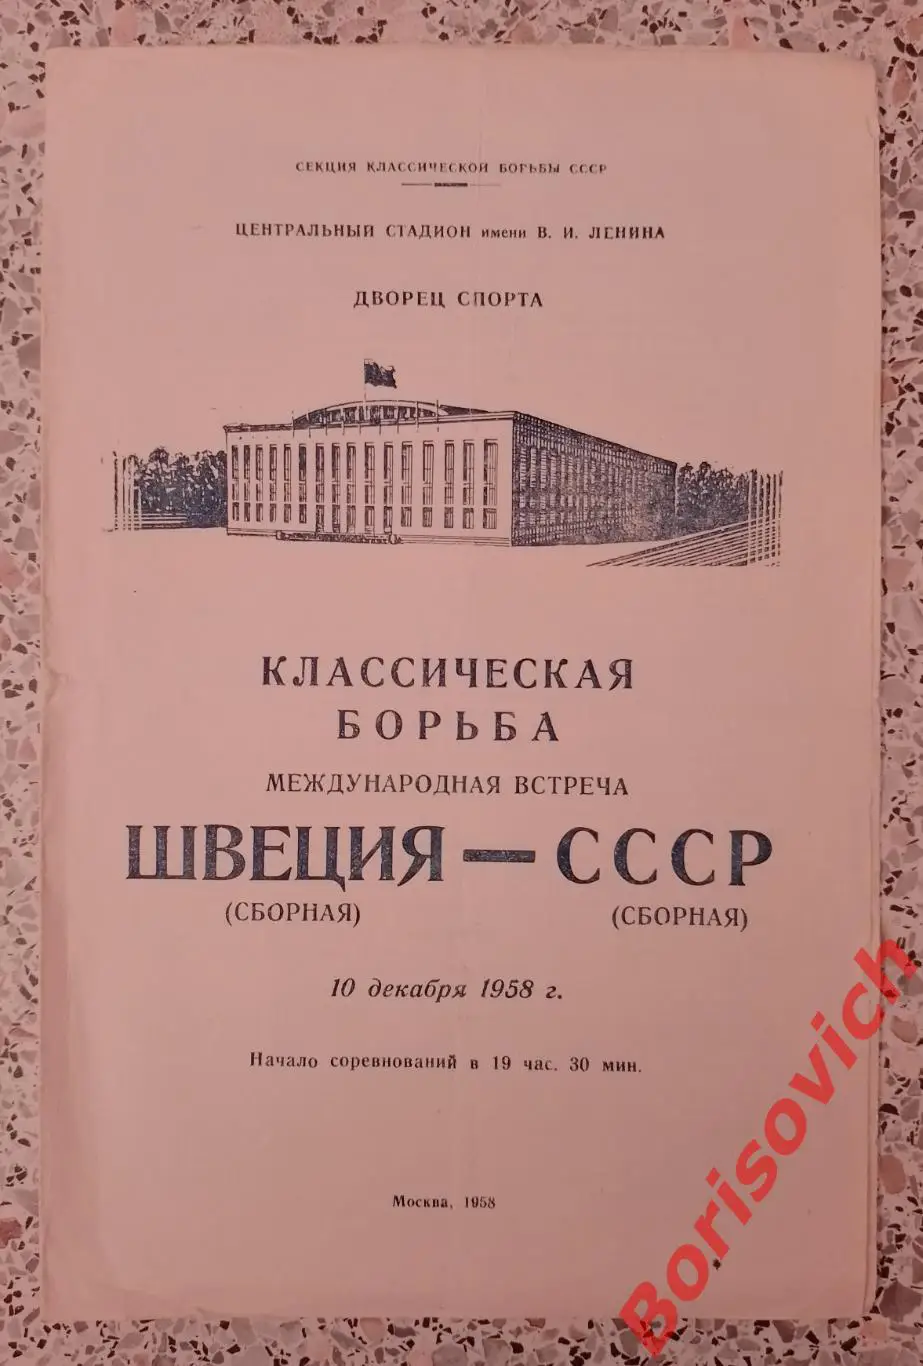 СЕКЦИЯ КЛАССИЧЕСКОЙ БОРЬБЫ СССР
ЦЕНТРАЛЬНЫЙ СТАДИОН имени В. И. ЛЕНИНА
ДВОРЕЦ СПОРТА
КЛАССИЧЕСКАЯ
БОРЬБА
МЕЖДУНАРОДНАЯ ВСТРЕЧА
ШВЕЦИЯ — СССР
(СБОРНАЯ) (СБОРНАЯ)
10 декабря 1958 г.
Начало соревнований в 19 час. 30 мин.
Москва, 1958
Borisovich